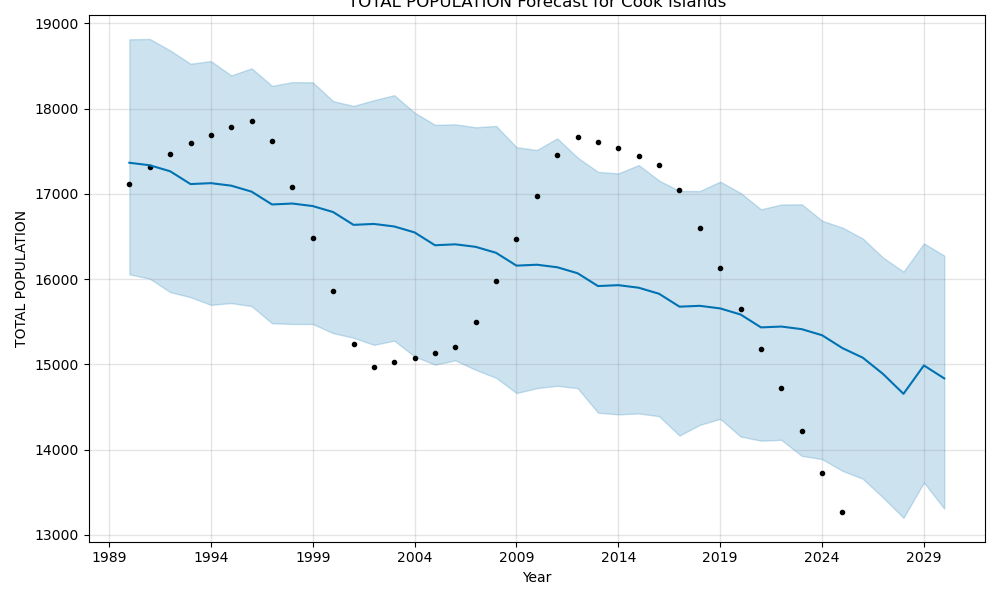 TOTAL POPULATION Forecast for Cook Islands
19000
18000
17000
16000
15000
14000
13000
TOTAL POPULATION
1989 1994 1999 2004 2009 2014 2019 2024 2029
Year